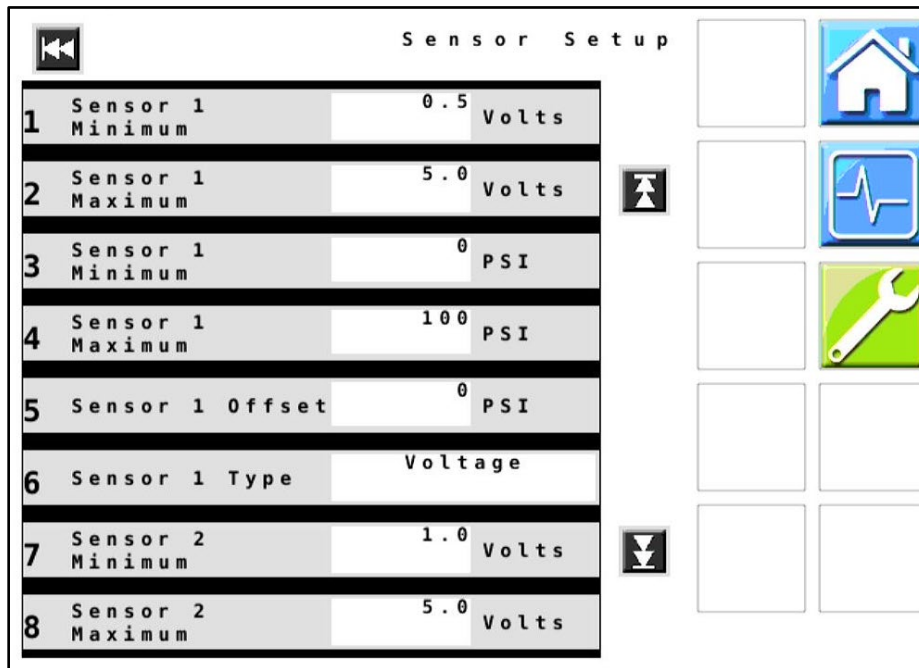 Sensor Setup
1 Sensor 1 Minimum 0.5 Volts
2 Sensor 1 Maximum 5.0 Volts
3 Sensor 1 Minimum 0 PSI
4 Sensor 1 Maximum 100 PSI
5 Sensor 1 Offset 0 PSI
6 Sensor 1 Type Voltage
7 Sensor 2 Minimum 1.0 Volts
8 Sensor 2 Maximum 5.0 Volts